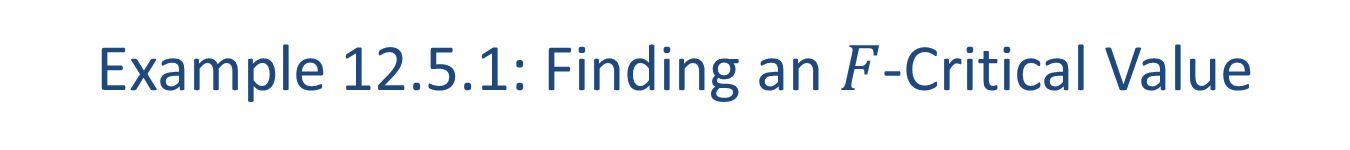 Example 12.5.1: Finding an F-Critical Value